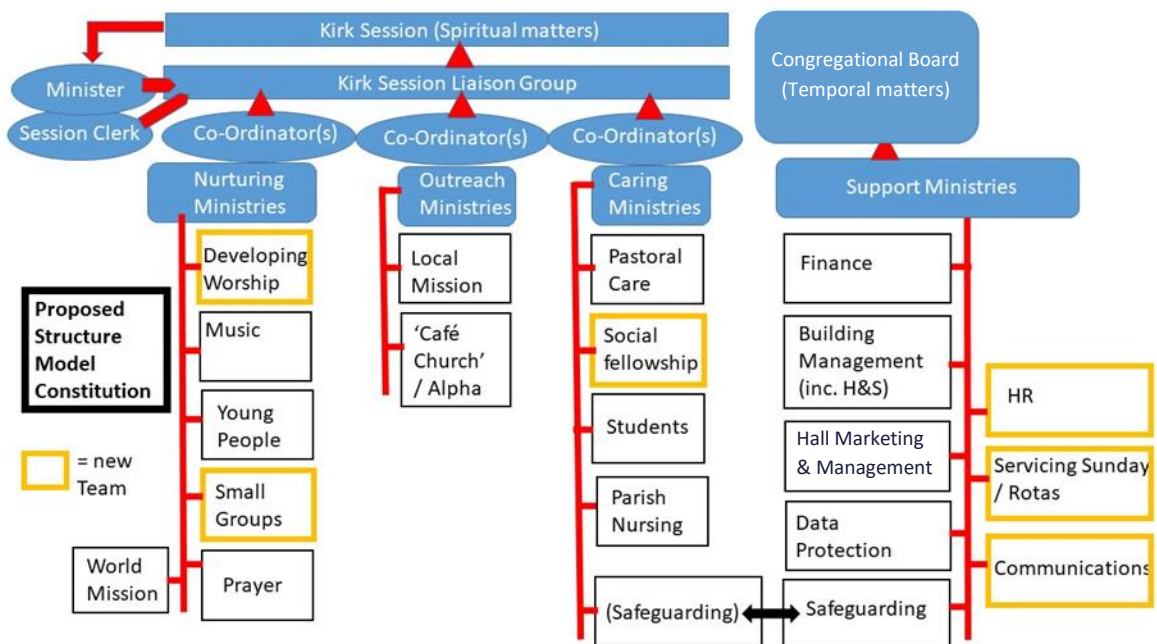 Kirk Session (Spiritual matters)
Kirk Session Liaison Group
Minister
Session Clerk
Congregational Board
(Temporal matters)
Co-Ordinator(s)
Co-Ordinator(s)
Co-Ordinator(s)
Nurturing
Ministries
Outreach
Ministries
Caring
Ministries
Support Ministries
Proposed
Structure
Model
Constitution
= new
Team
Developing
Worship
Music
Young
People
Small
Groups
World
Mission
Prayer
Local
Mission
‘Café
Church’
/ Alpha
Pastoral
Care
Social
fellowship
Students
Parish
Nursing
(Safeguarding)
Finance
Building
Management
(inc. H&S)
Hall Marketing
& Management
Data
Protection
Safeguarding
HR
Servicing Sunday
/ Rotas
Communications